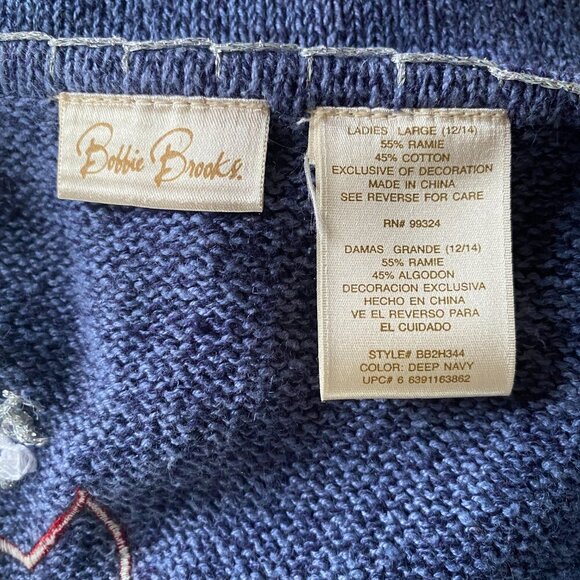 Bobbie Brooks.
LADIES LARGE (12/14)
55% RAMIE
45% COTTON
EXCLUSIVE OF DECORATION
MADE IN CHINA
SEE REVERSE FOR CARE
RN# 99324
DAMAS GRANDE (12/14)
55% RAMIE
45% ALGODON
DECORACION EXCLUSIVA
HECHO EN CHINA
VE EL REVERSO PARA
EL CUIDADO
STYLE# BB2H344
COLOR: DEEP NAVY
UPC# 6 6391163862